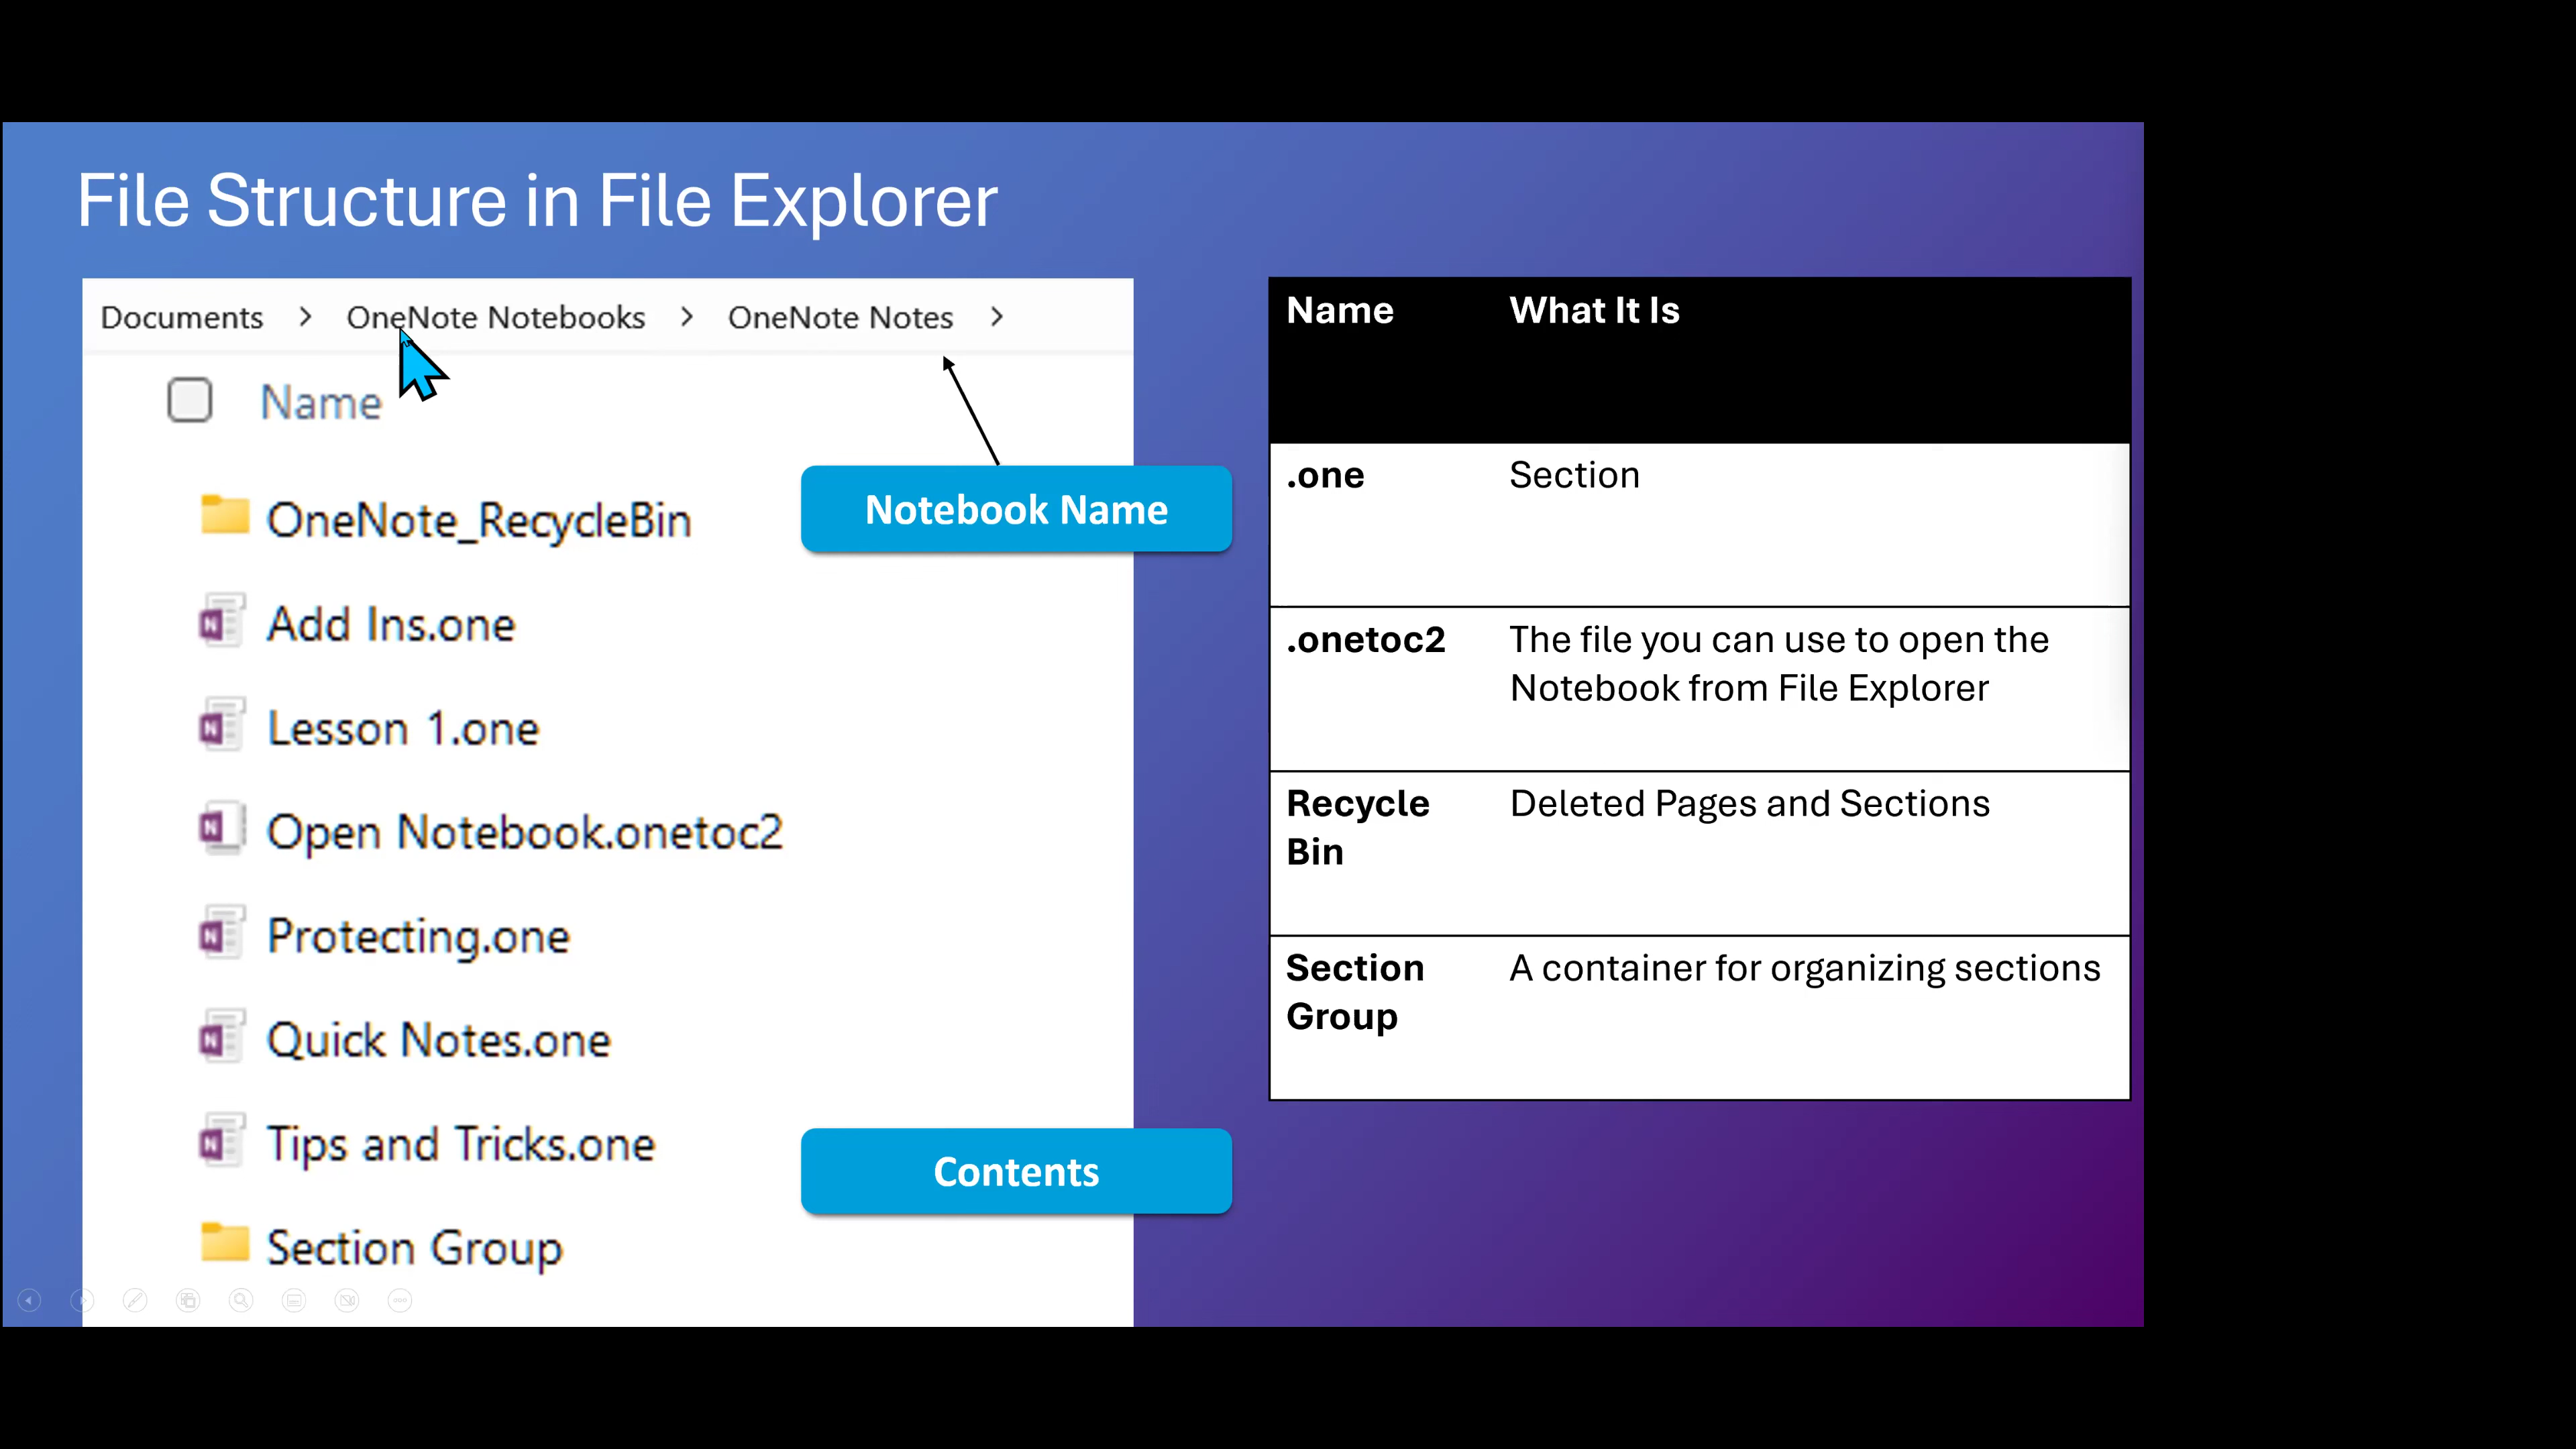 File Structure in File Explorer
Documents > OneNote Notebooks > OneNote Notes >
Name
OneNote_RecycleBin
Add Ins.one
Lesson 1.one
Open Notebook.onetoc2
Protecting.one
Quick Notes.one
Tips and Tricks.one
Section Group
Notebook Name
Contents
Name What It Is
.one Section
.onetoc2 The file you can use to open the
Notebook from File Explorer
Recycle Deleted Pages and Sections
Bin
Section A container for organizing sections
Group